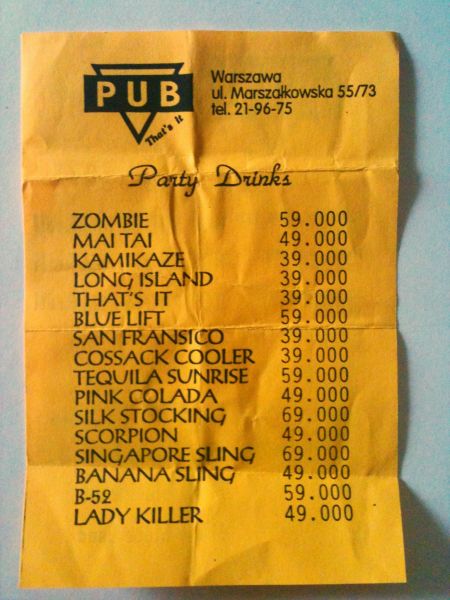 PUB
That's It
Warszawa
ul. Marszałkowska 55/73
tel. 21-96-75
Party Drinks
ZOMBIE 59.000
MAI TAI 49.000
KAMIKAZE 39.000
LONG ISLAND 39.000
THAT'S IT 39.000
BLUE LIFT 59.000
SAN FRANSICO 39.000
COSSACK COOLER 39.000
TEQUILA SUNRISE 59.000
PINK COLADA 49.000
SILK STOCKING 69.000
SCORPION 49.000
SINGAPORE SLING 69.000
BANANA SLING 49.000
B-52 59.000
LADY KILLER 49.000